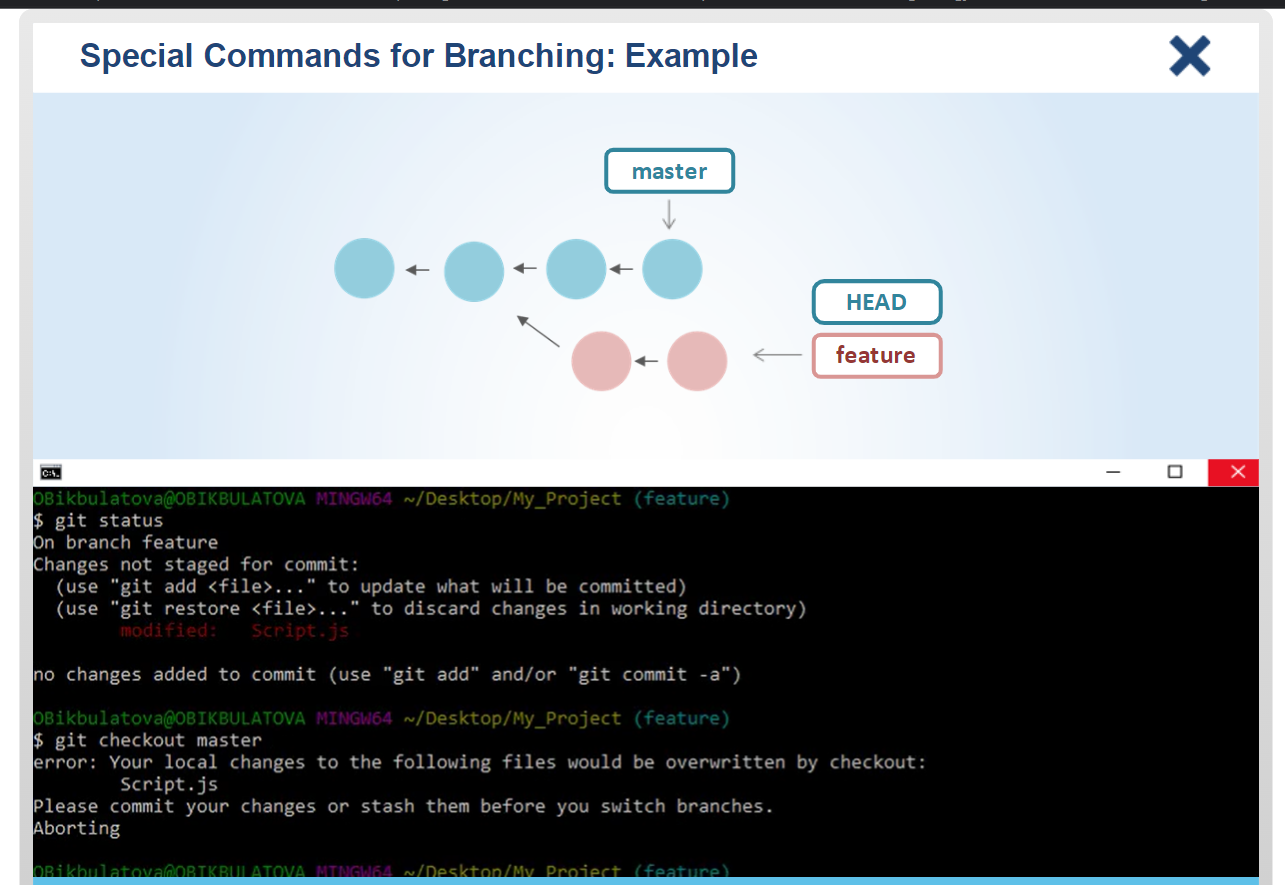 Special Commands for Branching: Example
master
HEAD
feature
C:\.
OBikbulatova@OBIKBULATOVA MINGW64 ~/Desktop/My_Project (feature)
$ git status
On branch feature
Changes not staged for commit:
  (use "git add <file>..." to update what will be committed)
  (use "git restore <file>..." to discard changes in working directory)
        modified:   Script.js

no changes added to commit (use "git add" and/or "git commit -a")

OBikbulatova@OBIKBULATOVA MINGW64 ~/Desktop/My_Project (feature)
$ git checkout master
error: Your local changes to the following files would be overwritten by checkout:
        Script.js
Please commit your changes or stash them before you switch branches.
Aborting

OBikbulatova@OBIKBULATOVA MINGW64 ~/Desktop/My_Project (feature)